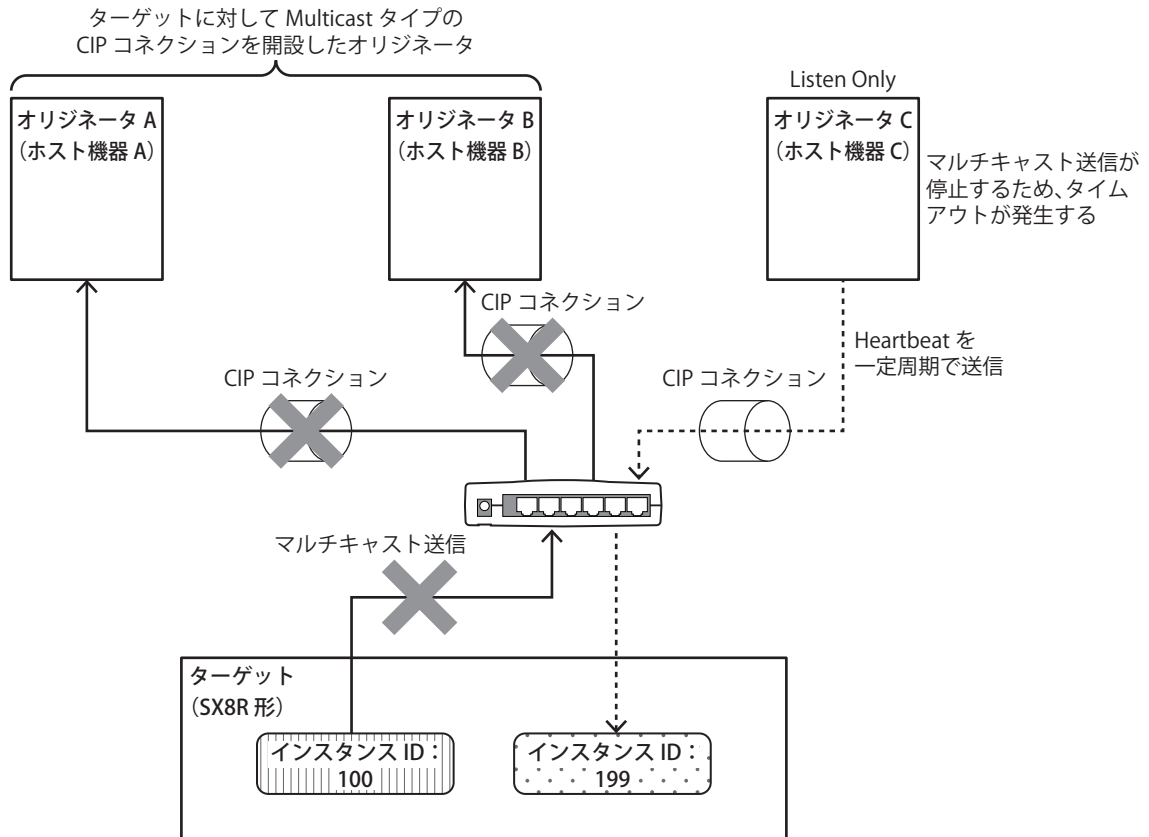 ターゲットに対して Multicast タイプの
CIP コネクションを開設したオリジネータ
Listen Only
オリジネータ A
（ホスト機器 A）
オリジネータ B
（ホスト機器 B）
オリジネータ C
（ホスト機器 C）
マルチキャスト送信が
停止するため、タイム
アウトが発生する
CIP コネクション
Heartbeat を
一定周期で送信
CIP コネクション
CIP コネクション
マルチキャスト送信
ターゲット
（SX8R 形）
インスタンス ID：
100
インスタンス ID：
199